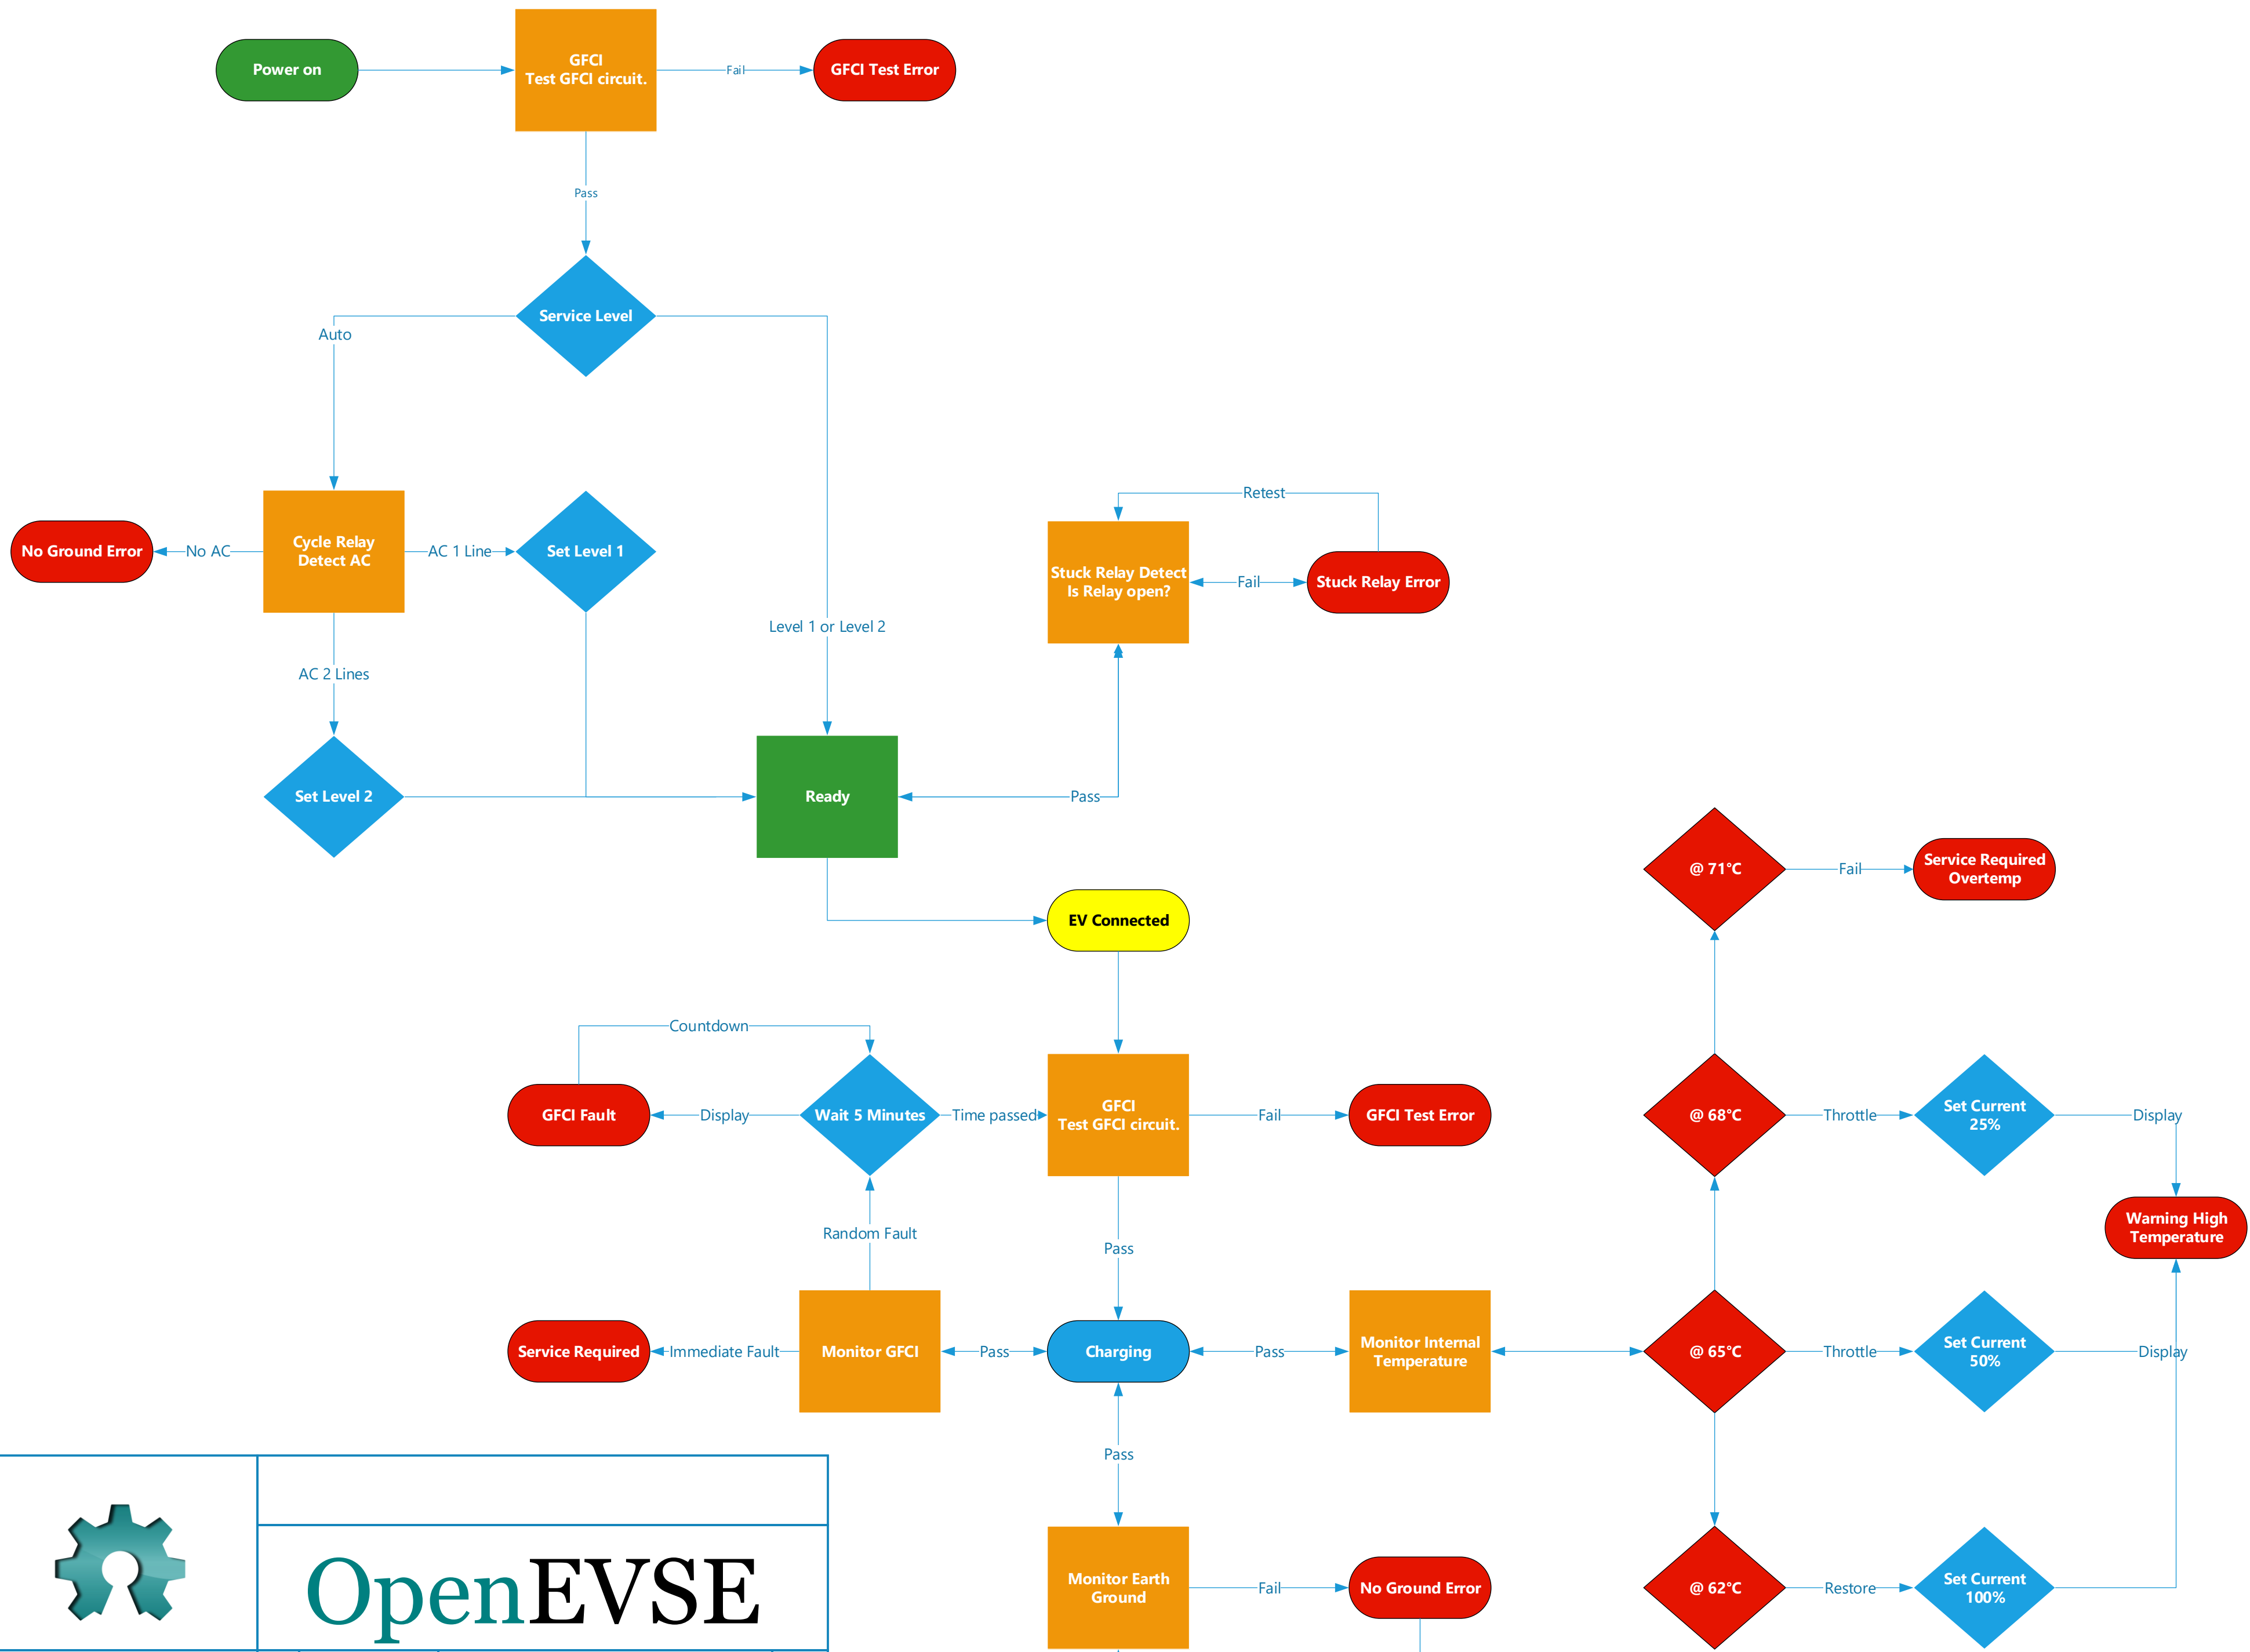 Power on
GFCI
Test GFCI circuit.
Fail
GFCI Test Error
Pass
Service Level
Auto
Level 1 or Level 2
No Ground Error
No AC
Cycle Relay
Detect AC
AC 1 Line
Set Level 1
AC 2 Lines
Set Level 2
Retest
Stuck Relay Detect
Is Relay open?
Fail
Stuck Relay Error
Ready
Pass
EV Connected
Countdown
GFCI Fault
Display
Wait 5 Minutes
Time passed
GFCI
Test GFCI circuit.
Fail
GFCI Test Error
Random Fault
Pass
Service Required
Immediate Fault
Monitor GFCI
Pass
Charging
Pass
Monitor Internal
Temperature
@ 71°C
Fail
Service Required
Overtemp
@ 68°C
Throttle
Set Current
25%
Display
Warning High
Temperature
@ 65°C
Throttle
Set Current
50%
Display
@ 62°C
Restore
Set Current
100%
Pass
Monitor Earth
Ground
Fail
No Ground Error
OpenEVSE